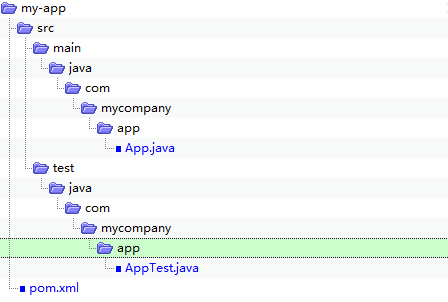 my-app
src
main
java
com
mycompany
app
App.java
test
java
com
mycompany
app
AppTest.java
pom.xml